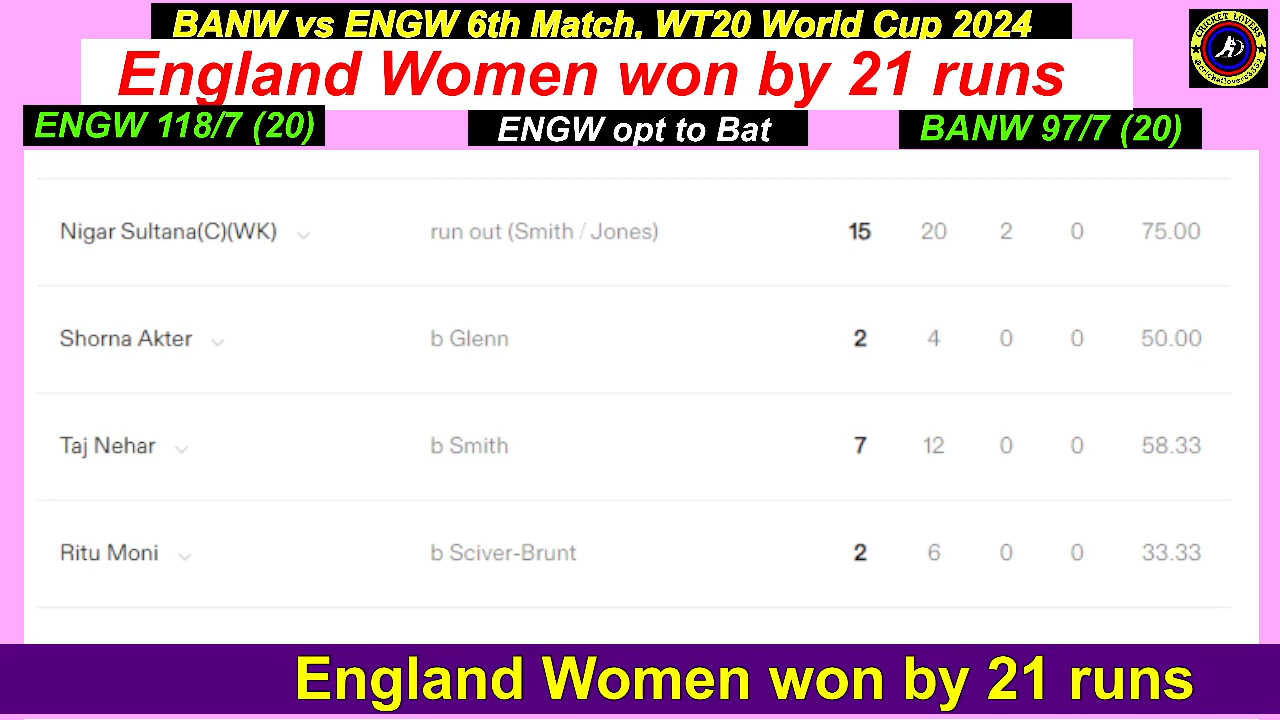 BANW vs ENGW 6th Match, WT20 World Cup 2024
CRICKET LOVERS
England Women won by 21 runs
ENGW 118/7 (20) ENGW opt to Bat BANW 97/7 (20)
Nigar Sultana(C)(WK) run out (Smith / Jones) 15 20 2 0 75.00
Shorna Akter b Glenn 2 4 0 0 50.00
Taj Nehar b Smith 7 12 0 0 58.33
Ritu Moni b Sciver-Brunt 2 6 0 0 33.33
England Women won by 21 runs